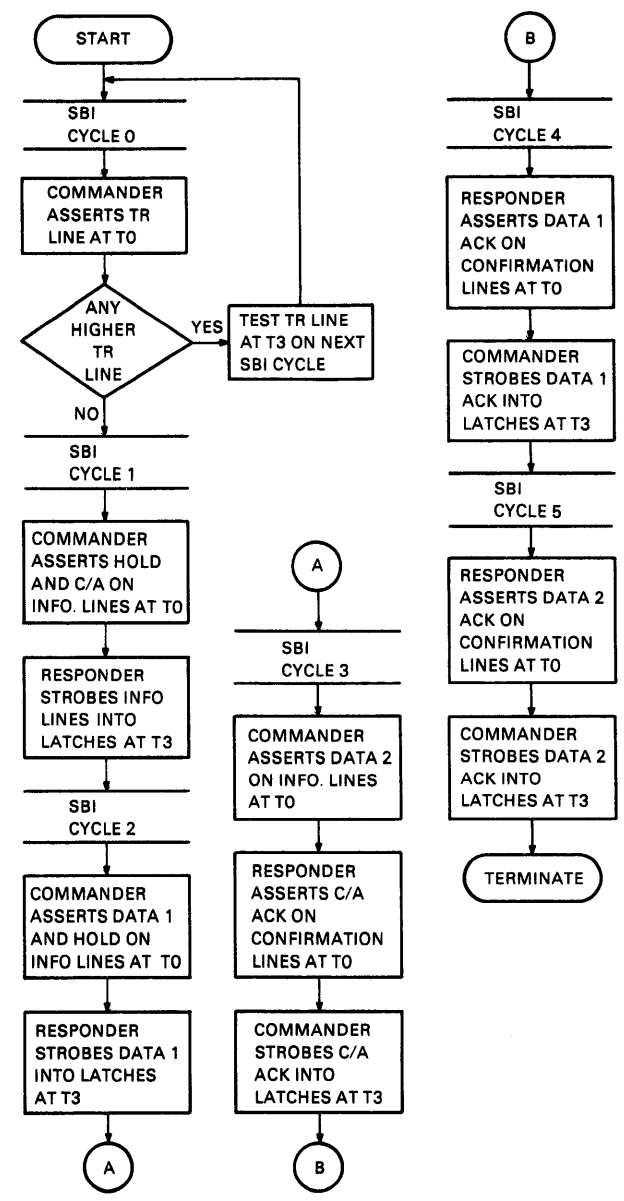 START
SBI
CYCLE 0
COMMANDER
ASSERTS TR
LINE AT T0
ANY
HIGHER
TR
LINE
YES
TEST TR LINE
AT T3 ON NEXT
SBI CYCLE
NO
SBI
CYCLE 1
COMMANDER
ASSERTS HOLD
AND C/A ON
INFO. LINES AT T0
RESPONDER
STROBES INFO
LINES INTO
LATCHES AT T3
SBI
CYCLE 2
COMMANDER
ASSERTS DATA 1
AND HOLD ON
INFO LINES AT T0
RESPONDER
STROBES DATA 1
INTO LATCHES
AT T3
A
A
SBI
CYCLE 3
COMMANDER
ASSERTS DATA 2
ON INFO. LINES
AT T0
RESPONDER
ASSERTS C/A
ACK ON
CONFIRMATION
LINES AT T0
COMMANDER
STROBES C/A
ACK INTO
LATCHES AT T3
B
B
SBI
CYCLE 4
RESPONDER
ASSERTS DATA 1
ACK ON
CONFIRMATION
LINES AT T0
COMMANDER
STROBES DATA 1
ACK INTO
LATCHES AT T3
SBI
CYCLE 5
RESPONDER
ASSERTS DATA 2
ACK ON
CONFIRMATION
LINES AT T0
COMMANDER
STROBES DATA 2
ACK INTO
LATCHES AT T3
TERMINATE